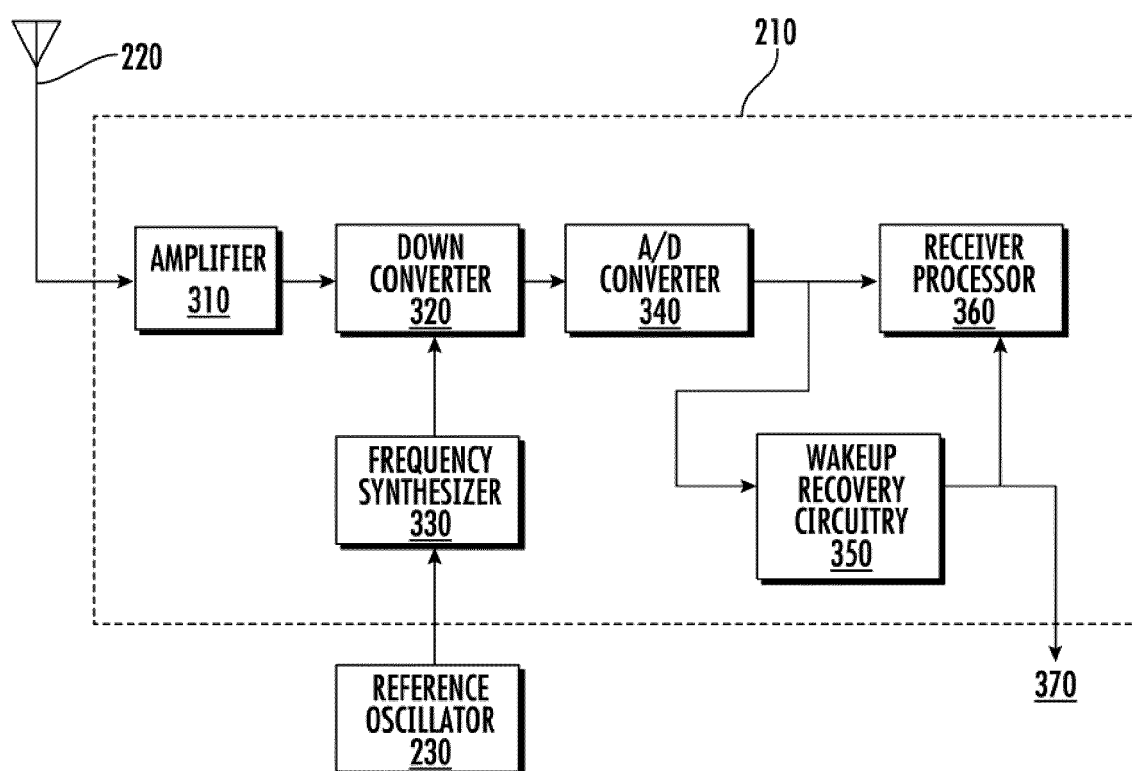 220
210
AMPLIFIER
310
DOWN
CONVERTER
320
A/D
CONVERTER
340
RECEIVER
PROCESSOR
360
FREQUENCY
SYNTHESIZER
330
WAKEUP
RECOVERY
CIRCUITRY
350
REFERENCE
OSCILLATOR
230
370